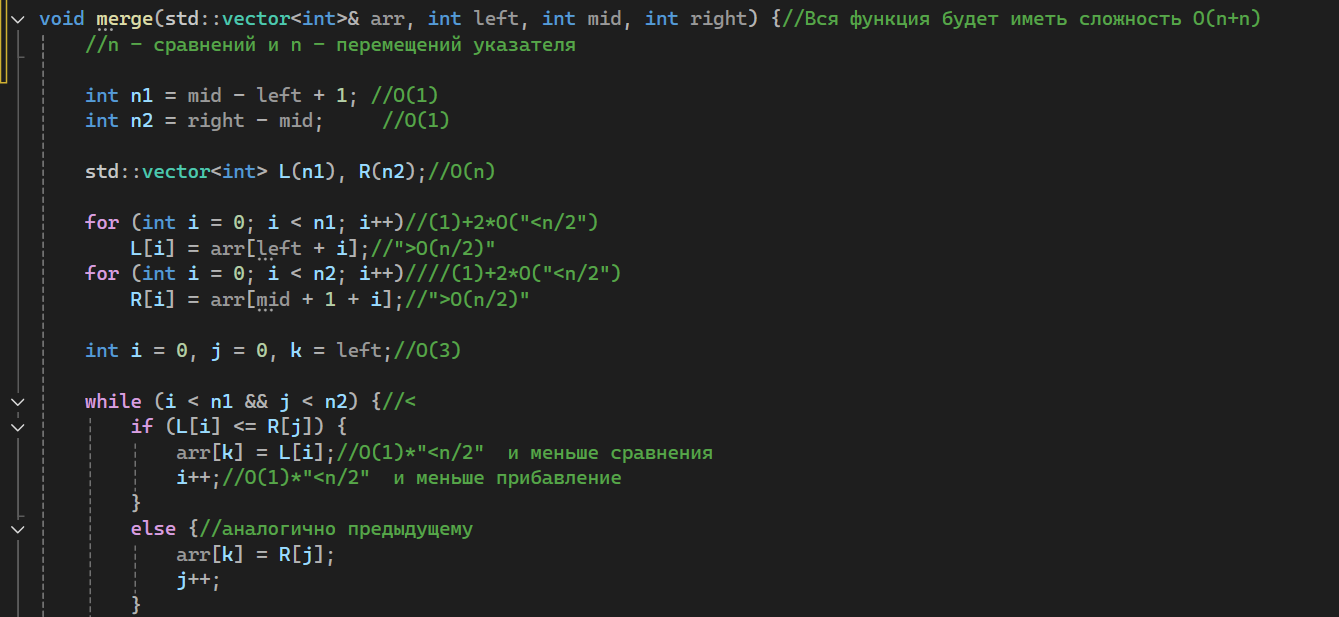 void merge(std::vector<int>& arr, int left, int mid, int right) {//Вся функция будет иметь сложность O(n+n)
//n - сравнений и n - перемещений указателя
int n1 = mid - left + 1; //O(1)
int n2 = right - mid;     //O(1)
std::vector<int> L(n1), R(n2);//O(n)
for (int i = 0; i < n1; i++)//(1)+2*O("<n/2")
L[i] = arr[left + i];//">O(n/2)"
for (int i = 0; i < n2; i++)////(1)+2*O("<n/2")
R[i] = arr[mid + 1 + i];//">O(n/2)"
int i = 0, j = 0, k = left;//O(3)
while (i < n1 && j < n2) {//<
if (L[i] <= R[j]) {
arr[k] = L[i];//O(1)*"<n/2"  и меньше сравнения
i++;//O(1)*"<n/2"  и меньше прибавление
}
else {//аналогично предыдущему
arr[k] = R[j];
j++;
}